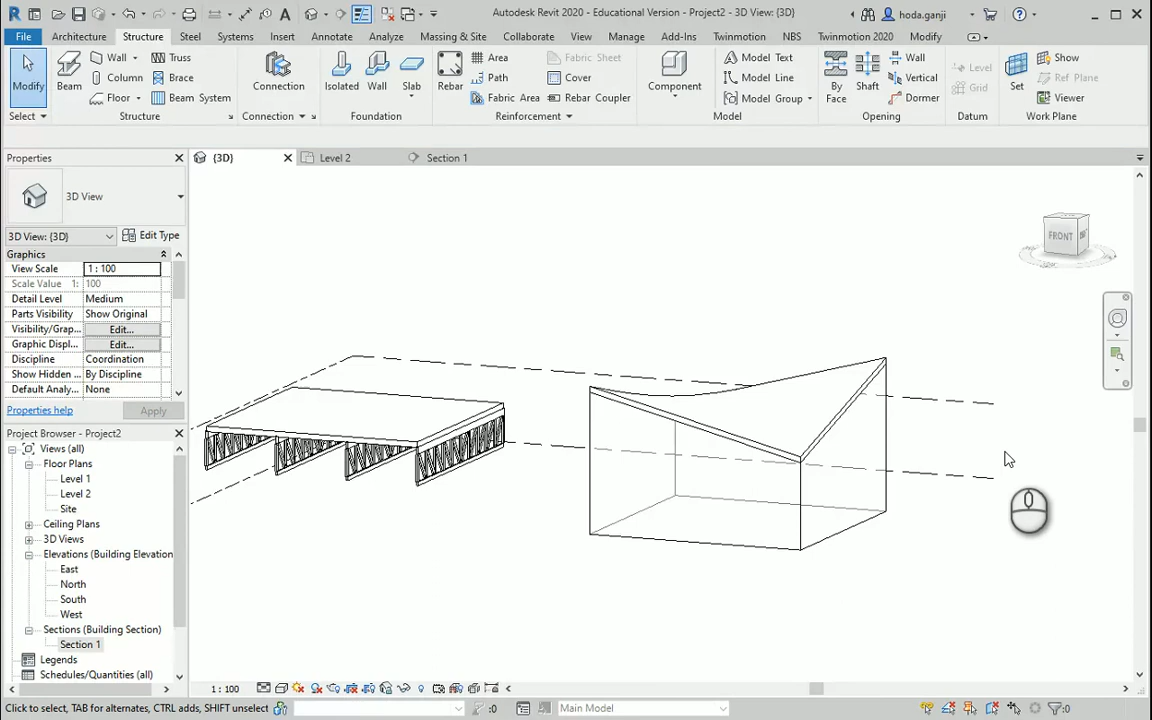 Autodesk Revit 2020 - Educational Version - Project2 - 3D View: {3D}
hoda.ganji
File Architecture Structure Steel Systems Insert Annotate Analyze Massing & Site Collaborate View Manage Add-Ins Twinmotion NBS Twinmotion 2020 Modify
Modify
Select
Beam
Wall
Column
Floor
Truss
Brace
Beam System
Structure
Connection
Connection
Isolated
Wall
Slab
Foundation
Rebar
Area
Path
Fabric Area
Fabric Sheet
Cover
Rebar Coupler
Reinforcement
Component
Model Text
Model Line
Model Group
Model
By
Face
Shaft
Wall
Vertical
Dormer
Opening
Level
Grid
Datum
Set
Show
Ref Plane
Viewer
Work Plane
Properties
{3D}
Level 2
Section 1
3D View
3D View: {3D}
Edit Type
Graphics
View Scale 1 : 100
Scale Value 1: 100
Detail Level Medium
Parts Visibility Show Original
Visibility/Grap... Edit...
Graphic Displ... Edit...
Discipline Coordination
Show Hidden ... By Discipline
Default Analy... None
Properties help
Apply
Project Browser - Project2
Views (all)
Floor Plans
Level 1
Level 2
Site
Ceiling Plans
3D Views
Elevations (Building Elevation
East
North
South
West
Sections (Building Section)
Section 1
Legends
Schedules/Quantities (all)
FRONT
1 : 100
Click to select, TAB for alternates, CTRL adds, SHIFT unselect
:0
Main Model
:0